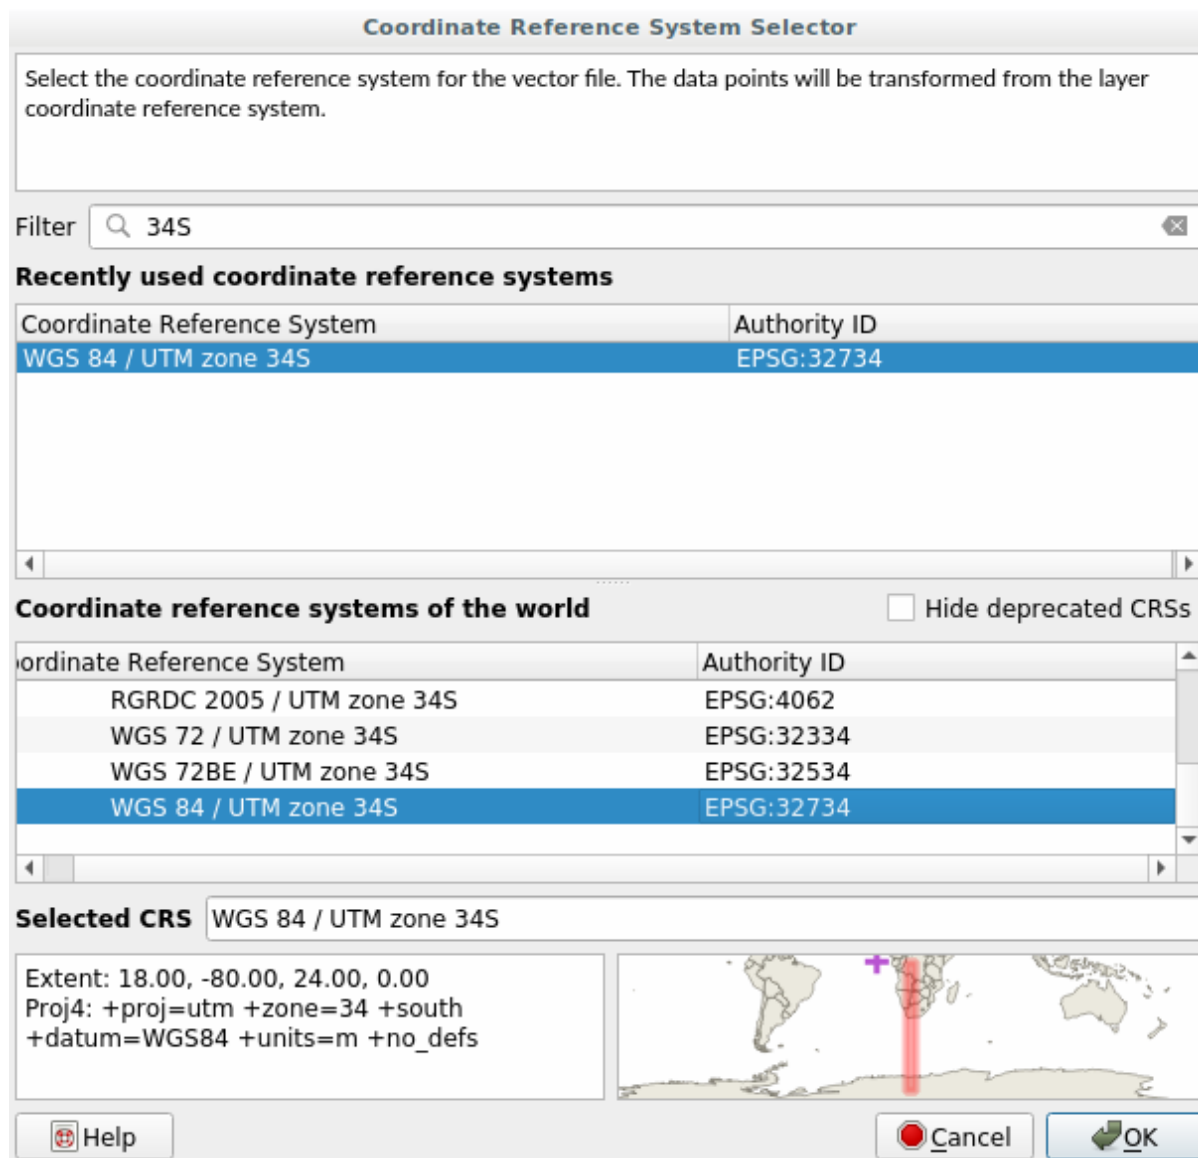 Coordinate Reference System Selector
Select the coordinate reference system for the vector file. The data points will be transformed from the layer
coordinate reference system.
Filter 34S
Recently used coordinate reference systems
Coordinate Reference System Authority ID
WGS 84 / UTM zone 34S EPSG:32734
Coordinate reference systems of the world Hide deprecated CRSs
oordinate Reference System Authority ID
RGRDC 2005 / UTM zone 34S EPSG:4062
WGS 72 / UTM zone 34S EPSG:32334
WGS 72BE / UTM zone 34S EPSG:32534
WGS 84 / UTM zone 34S EPSG:32734
Selected CRS WGS 84 / UTM zone 34S
Extent: 18.00, -80.00, 24.00, 0.00
Proj4: +proj=utm +zone=34 +south
+datum=WGS84 +units=m +no_defs
Help Cancel OK